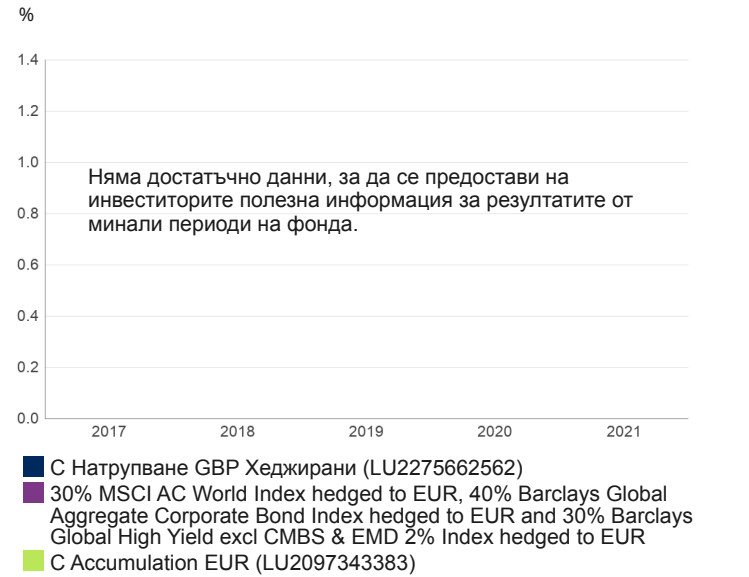 %
1.4
1.2
1.0
Няма достатъчно данни, за да се предостави на
инвеститорите полезна информация за резултатите от
0.8
минали периоди на фонда.
0.6
0.4
0.2
0.0
2017 2018 2019 2020 2021
С Натрупване GBP Хеджирани (LU2275662562)
30% MSCI AC World Index hedged to EUR, 40% Barclays Global
Aggregate Corporate Bond Index hedged to EUR and 30% Barclays
Global High Yield excl CMBS & EMD 2% Index hedged to EUR
C Accumulation EUR (LU2097343383)